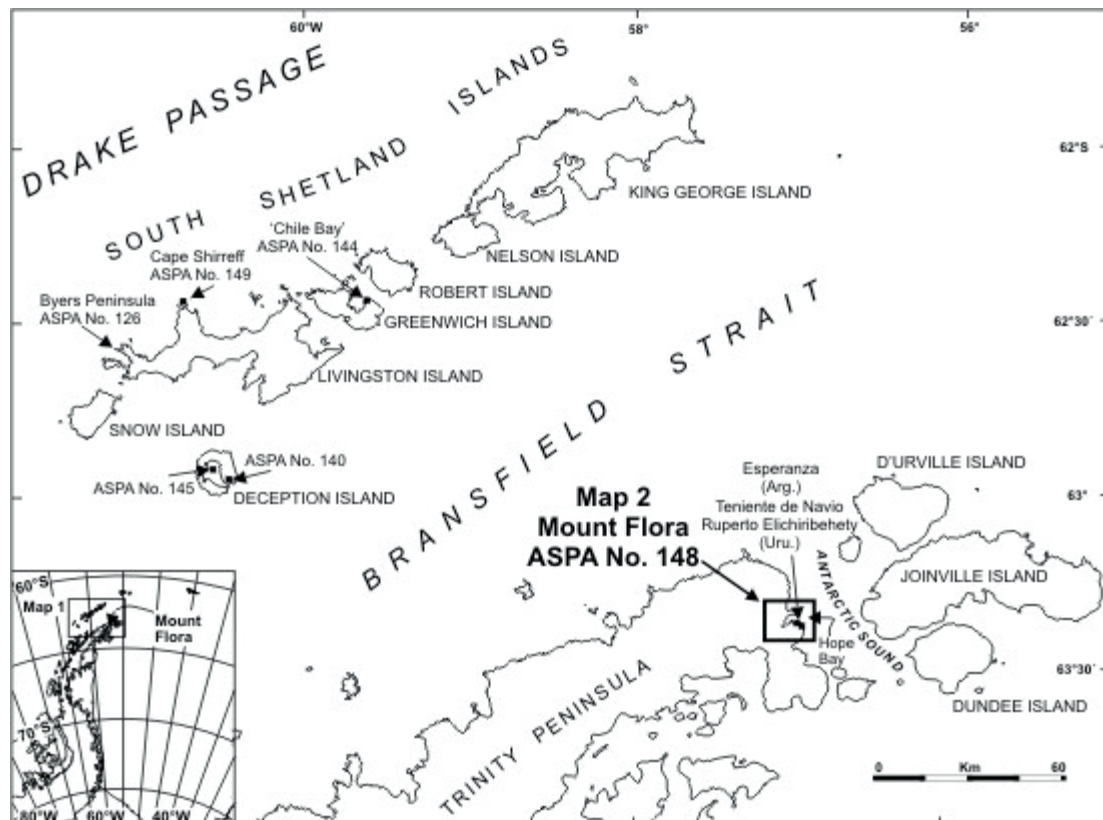 60°W
58°
56°
DRAKE PASSAGE
SOUTH SHETLAND ISLANDS
62°S
KING GEORGE ISLAND
'Chile Bay'
ASPA No. 144
NELSON ISLAND
Cape Shirreff
ASPA No. 149
ROBERT ISLAND
Byers Peninsula
ASPA No. 126
GREENWICH ISLAND
62°30´
LIVINGSTON ISLAND
BRANSFIELD STRAIT
SNOW ISLAND
ASPA No. 140
ASPA No. 145
DECEPTION ISLAND
Esperanza
(Arg.)
Teniente de Navio
Ruperto Elichiribehety
(Uru.)
D'URVILLE ISLAND
63°
Map 2
Mount Flora
ASPA No. 148
ANTARCTIC SOUND
JOINVILLE ISLAND
Hope
Bay
63°30´
DUNDEE ISLAND
TRINITY PENINSULA
60°S
Map 1
Mount
Flora
70°S
80°W
60°W
40°W
0
Km
60